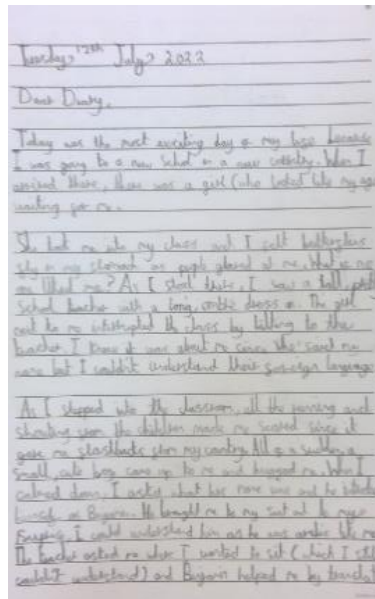 Tuesday, 12th July, 2022
Dear Diary,
Today was the most exciting day of my life because
I was going to a new school in a new country. When I
arrived there, there was a girl (who looked like my age
waiting for me.
She me into my class and I felt butterflies
in my stomach as pupils glared at me, what if no
one liked me? As I stood there, I saw a tall,
school teacher with a long, dress on. The girl
next to me interrupted the class by talking to the
teacher. I knew it was about me since she said my
name but I couldn't understand their foreign language
As I stepped into the classroom, all the running and
shouting from the children made me scared since it
gave me flashbacks from my country. All of a sudden, a
small, cute boy came up to me and hugged me. When I
calmed down, I asked what his name was and he
himself as He brought me to my seat and to my
I could understand him as he was like me
The teacher asked me where I wanted to sit (which I still
couldn't understand) and helped me by